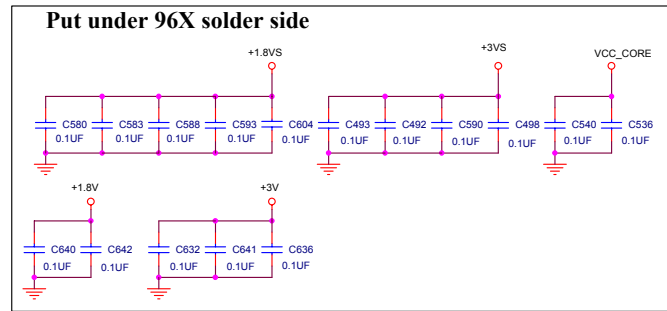 Put under 96X solder side
+1.8VS
+3VS
VCC_CORE
C580 C583 C588 C593 C604 C493 C492 C590 C498 C540 C536
0.1UF 0.1UF 0.1UF 0.1UF 0.1UF 0.1UF 0.1UF 0.1UF 0.1UF 0.1UF 0.1UF
+1.8V
+3V
C640 C642 C632 C641 C636
0.1UF 0.1UF 0.1UF 0.1UF 0.1UF